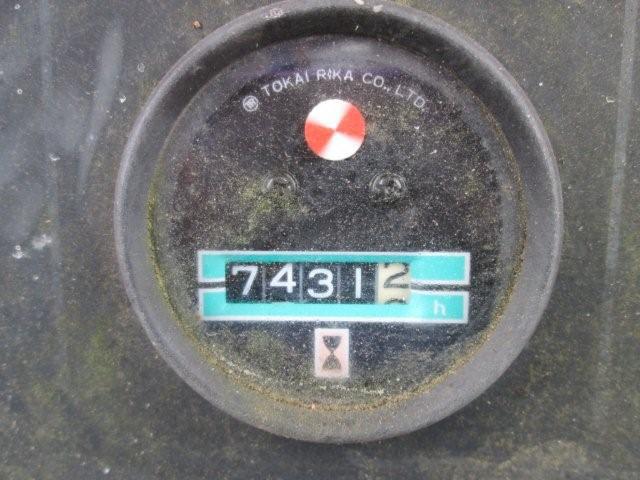 TOKAI RIKA CO., LTD.
74312
h